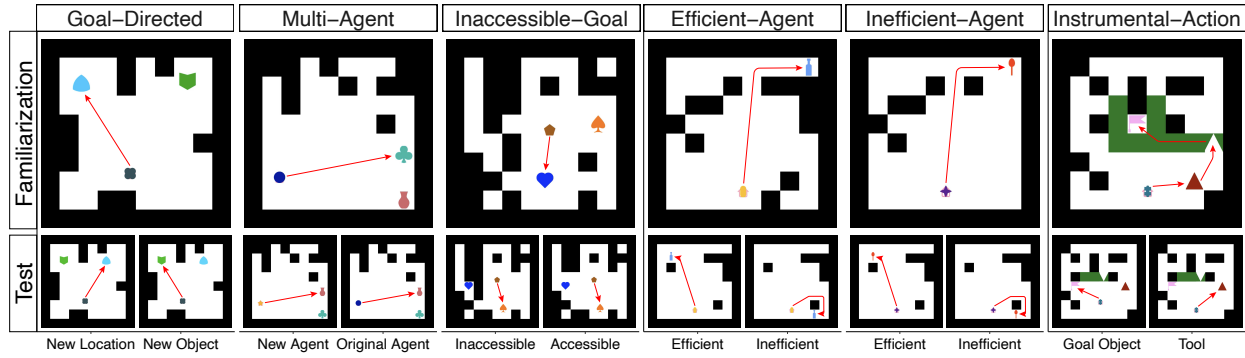 Goal–Directed
Multi–Agent
Inaccessible–Goal
Efficient–Agent
Inefficient–Agent
Instrumental–Action
Familiarization
Test
New Location
New Object
New Agent
Original Agent
Inaccessible
Accessible
Efficient
Inefficient
Efficient
Inefficient
Goal Object
Tool